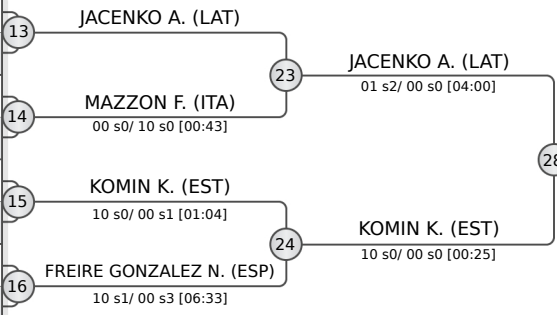 JACENKO A. (LAT)
13
23
JACENKO A. (LAT)
01 s2/ 00 s0 [04:00]
MAZZON F. (ITA)
14
00 s0/ 10 s0 [00:43]
28
KOMIN K. (EST)
15
10 s0/ 00 s1 [01:04]
24
KOMIN K. (EST)
10 s0/ 00 s0 [00:25]
FREIRE GONZALEZ N. (ESP)
16
10 s1/ 00 s3 [06:33]